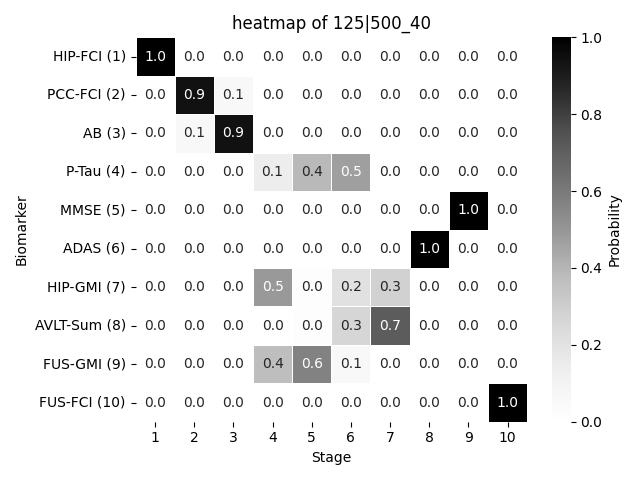 heatmap of 125|500_40
HIP-FCI (1) 1.0 0.0 0.0 0.0 0.0 0.0 0.0 0.0 0.0 0.0
PCC-FCI (2) 0.0 0.9 0.1 0.0 0.0 0.0 0.0 0.0 0.0 0.0
AB (3) 0.0 0.1 0.9 0.0 0.0 0.0 0.0 0.0 0.0 0.0
P-Tau (4) 0.0 0.0 0.0 0.1 0.4 0.5 0.0 0.0 0.0 0.0
MMSE (5) 0.0 0.0 0.0 0.0 0.0 0.0 0.0 0.0 1.0 0.0
ADAS (6) 0.0 0.0 0.0 0.0 0.0 0.0 0.0 1.0 0.0 0.0
HIP-GMI (7) 0.0 0.0 0.0 0.5 0.0 0.2 0.3 0.0 0.0 0.0
AVLT-Sum (8) 0.0 0.0 0.0 0.0 0.0 0.3 0.7 0.0 0.0 0.0
FUS-GMI (9) 0.0 0.0 0.0 0.4 0.6 0.1 0.0 0.0 0.0 0.0
FUS-FCI (10) 0.0 0.0 0.0 0.0 0.0 0.0 0.0 0.0 0.0 1.0
1 2 3 4 5 6 7 8 9 10
Stage
Biomarker
1.0
0.8
0.6
0.4
0.2
0.0
Probability